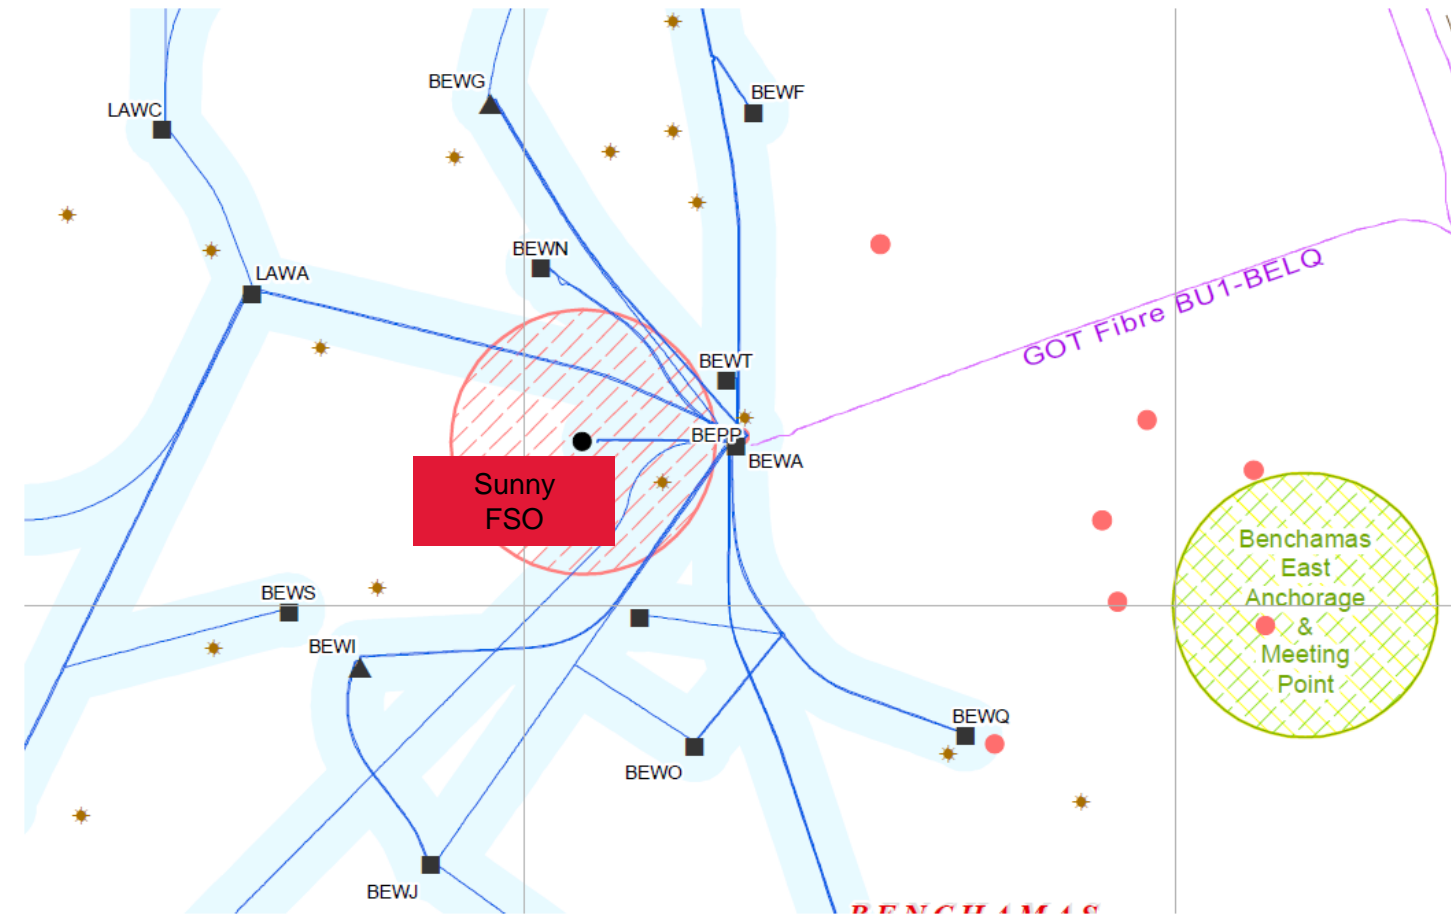 BEWG
BEWF
LAWC
BEWN
LAWA
GOT Fibre BU1-BELQ
BEWT
BEPP
BEWA
Sunny
FSO
Benchamas
East
Anchorage
&
Meeting
Point
BEWS
BEWI
BEWQ
BEWO
BEWJ
BENCHAMAS